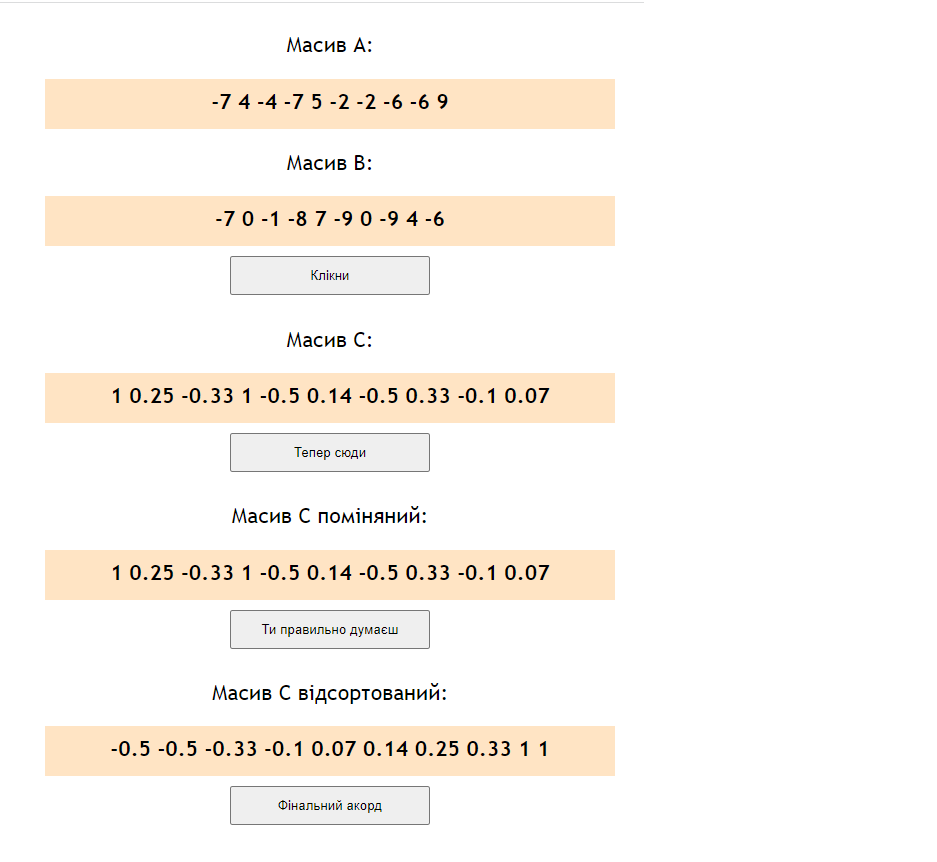 Масив A:
-7 4 -4 -7 5 -2 -2 -6 -6 9
Масив B:
-7 0 -1 -8 7 -9 0 -9 4 -6
Клікни
Масив C:
1 0.25 -0.33 1 -0.5 0.14 -0.5 0.33 -0.1 0.07
Тепер сюди
Масив C поміняний:
1 0.25 -0.33 1 -0.5 0.14 -0.5 0.33 -0.1 0.07
Ти правильно думаєш
Масив C відсортований:
-0.5 -0.5 -0.33 -0.1 0.07 0.14 0.25 0.33 1 1
Фінальний акорд